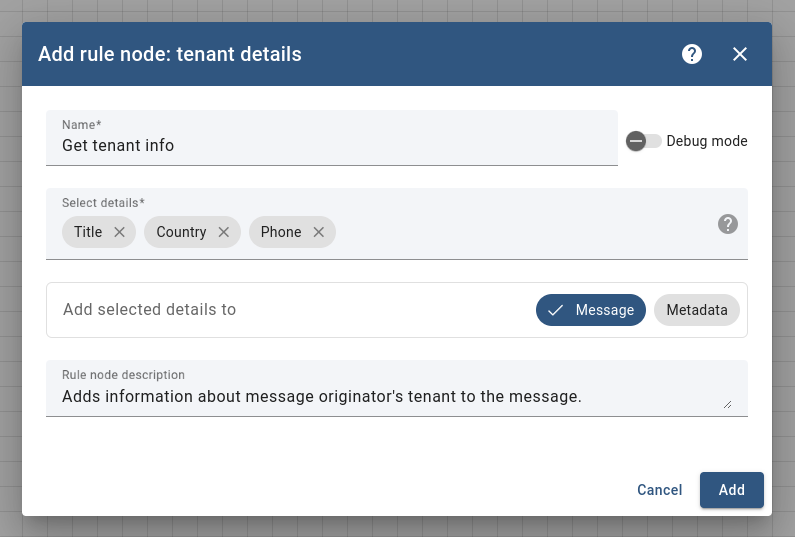 Add rule node: tenant details
Name*
Get tenant info
Debug mode
Select details*
Title
Country
Phone
Add selected details to
Message
Metadata
Rule node description
Adds information about message originator's tenant to the message.
Cancel
Add